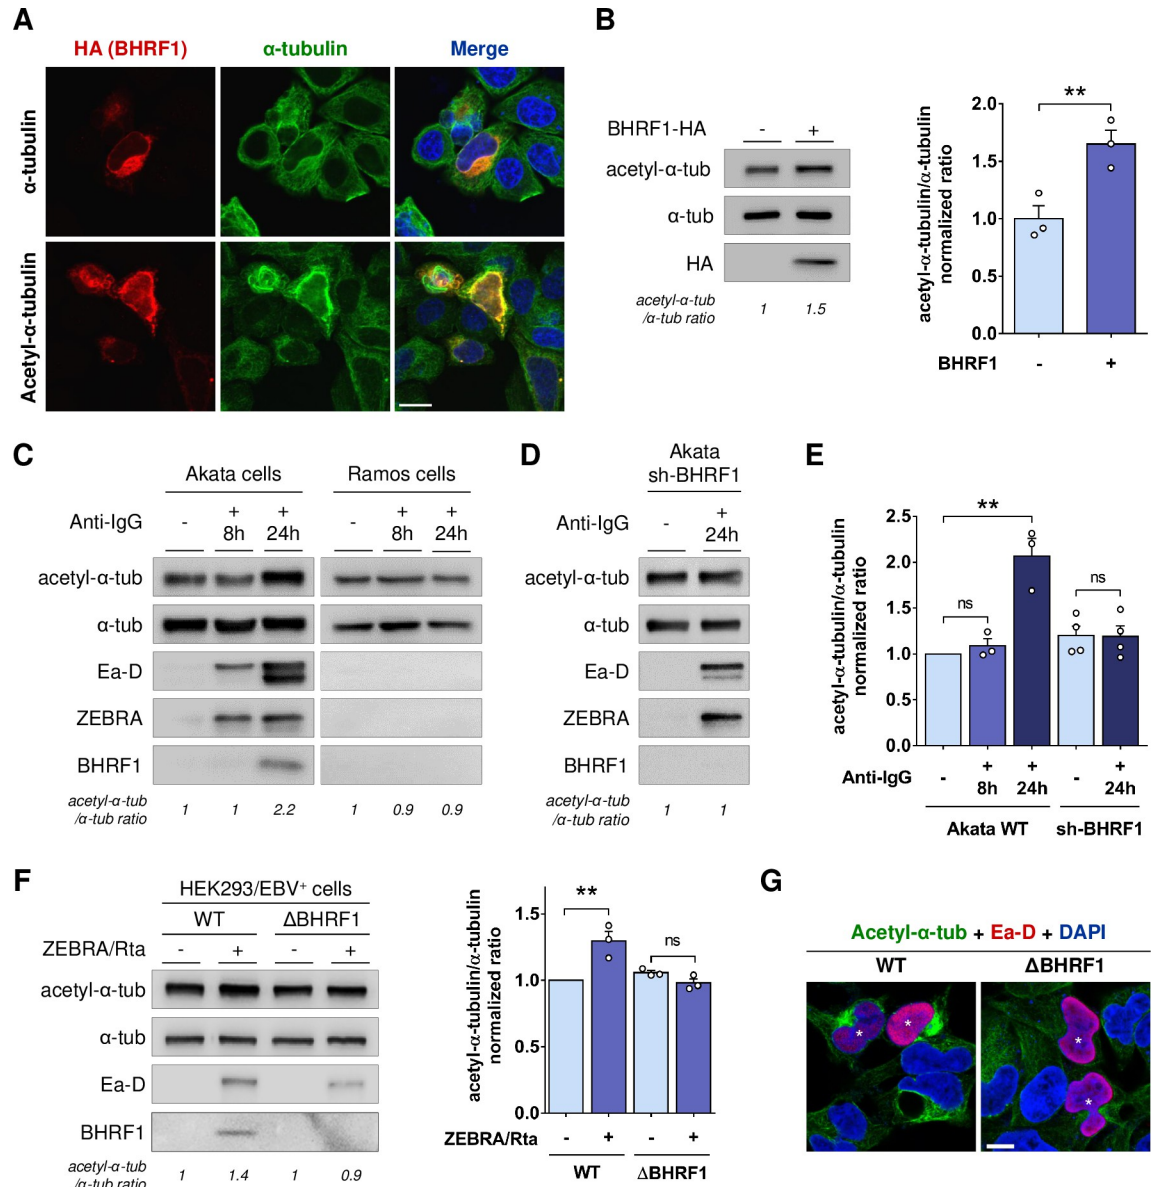 A
HA (BHRF1)
α-tubulin
Merge
α-tubulin
Acetyl-α-tubulin
B
BHRF1-HA - +
acetyl-α-tub
α-tub
HA
acetyl-α-tub
/α-tub ratio
1 1.5
acetyl-α-tubulin/α-tubulin
normalized ratio
2.0
1.5
1.0
0.5
0.0
**
BHRF1 - +
C
Akata cells Ramos cells
Anti-IgG
- + 8h + 24h - + 8h + 24h
acetyl-α-tub
α-tub
Ea-D
ZEBRA
BHRF1
acetyl-α-tub
/α-tub ratio
1 1 2.2 1 0.9 0.9
D
Akata
sh-BHRF1
Anti-IgG
- + 24h
acetyl-α-tub
α-tub
Ea-D
ZEBRA
BHRF1
acetyl-α-tub
/α-tub ratio
1 1
E
acetyl-α-tubulin/α-tubulin
normalized ratio
2.5
2.0
1.5
1.0
0.5
0.0
**
ns
ns
Anti-IgG
- + 8h + 24h - + 24h
Akata WT sh-BHRF1
F
HEK293/EBV⁺ cells
WT ΔBHRF1
ZEBRA/Rta - + - +
acetyl-α-tub
α-tub
Ea-D
BHRF1
acetyl-α-tub
/α-tub ratio
1 1.4 1 0.9
acetyl-α-tubulin/α-tubulin
normalized ratio
1.5
1.0
0.5
0.0
**
ns
ZEBRA/Rta - + - +
WT ΔBHRF1
G
Acetyl-α-tub + Ea-D + DAPI
WT ΔBHRF1
* *
* *